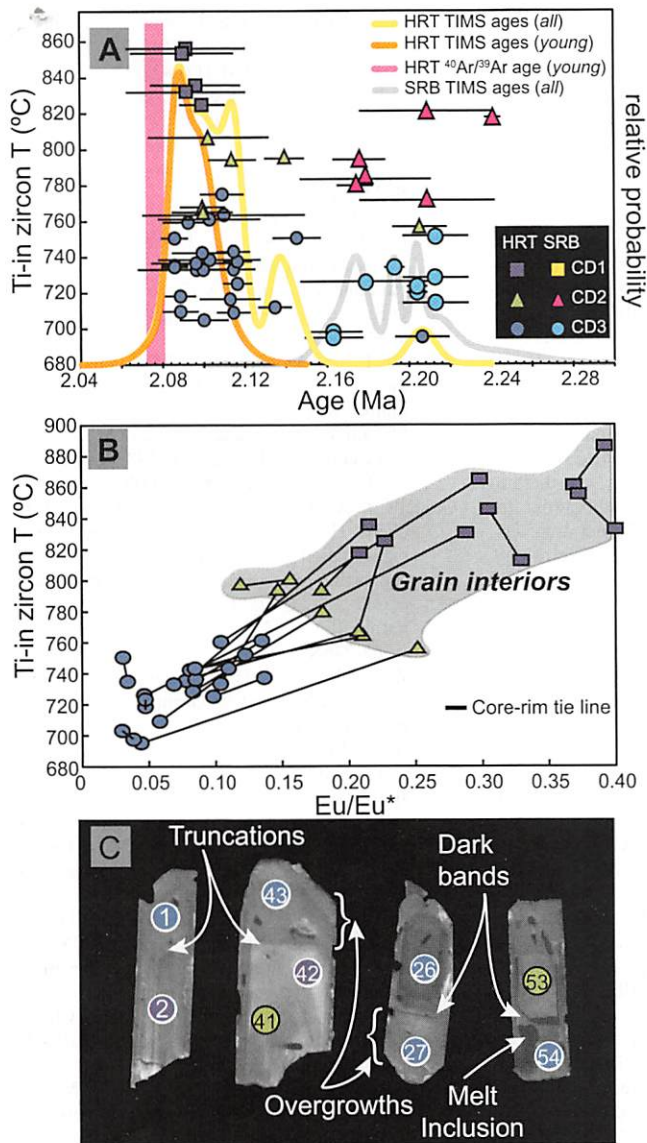 A
HRT TIMS ages (all)
HRT TIMS ages (young)
HRT ⁴⁰Ar/³⁹Ar age (young)
SRB TIMS ages (all)
Ti-in zircon T (ºC)
860
840
820
800
780
760
740
720
700
680
relative probability
HRT SRB
CD1
CD2
CD3
2.04 2.08 2.12 2.16 2.20 2.24 2.28
Age (Ma)
B
Ti-in zircon T (ºC)
900
880
860
840
820
800
780
760
740
720
700
680
Grain interiors
Core-rim tie line
0 0.05 0.10 0.15 0.20 0.25 0.30 0.35 0.40
Eu/Eu*
C
Truncations
Dark
bands
1
2
43
42
41
26
27
53
54
Overgrowths
Melt
Inclusion